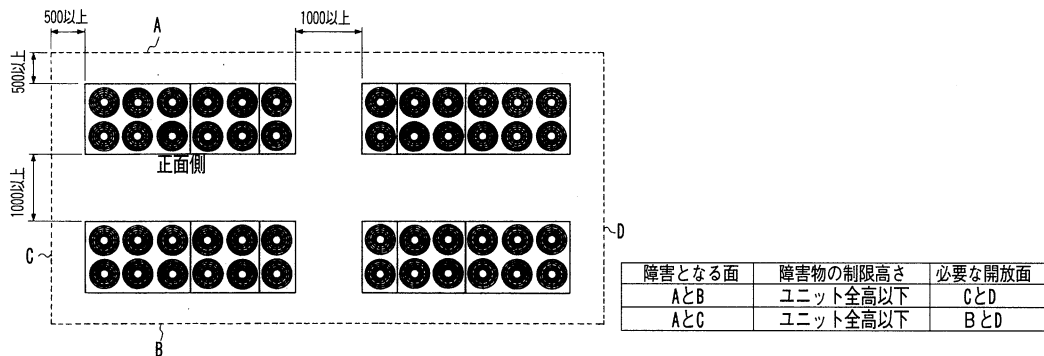 500以上
A
1000以上
500以上
正面側
1000以上
C
D
B
障害となる面 障害物の制限高さ 必要な開放面
AとB ユニット全高以下 CとD
AとC ユニット全高以下 BとD